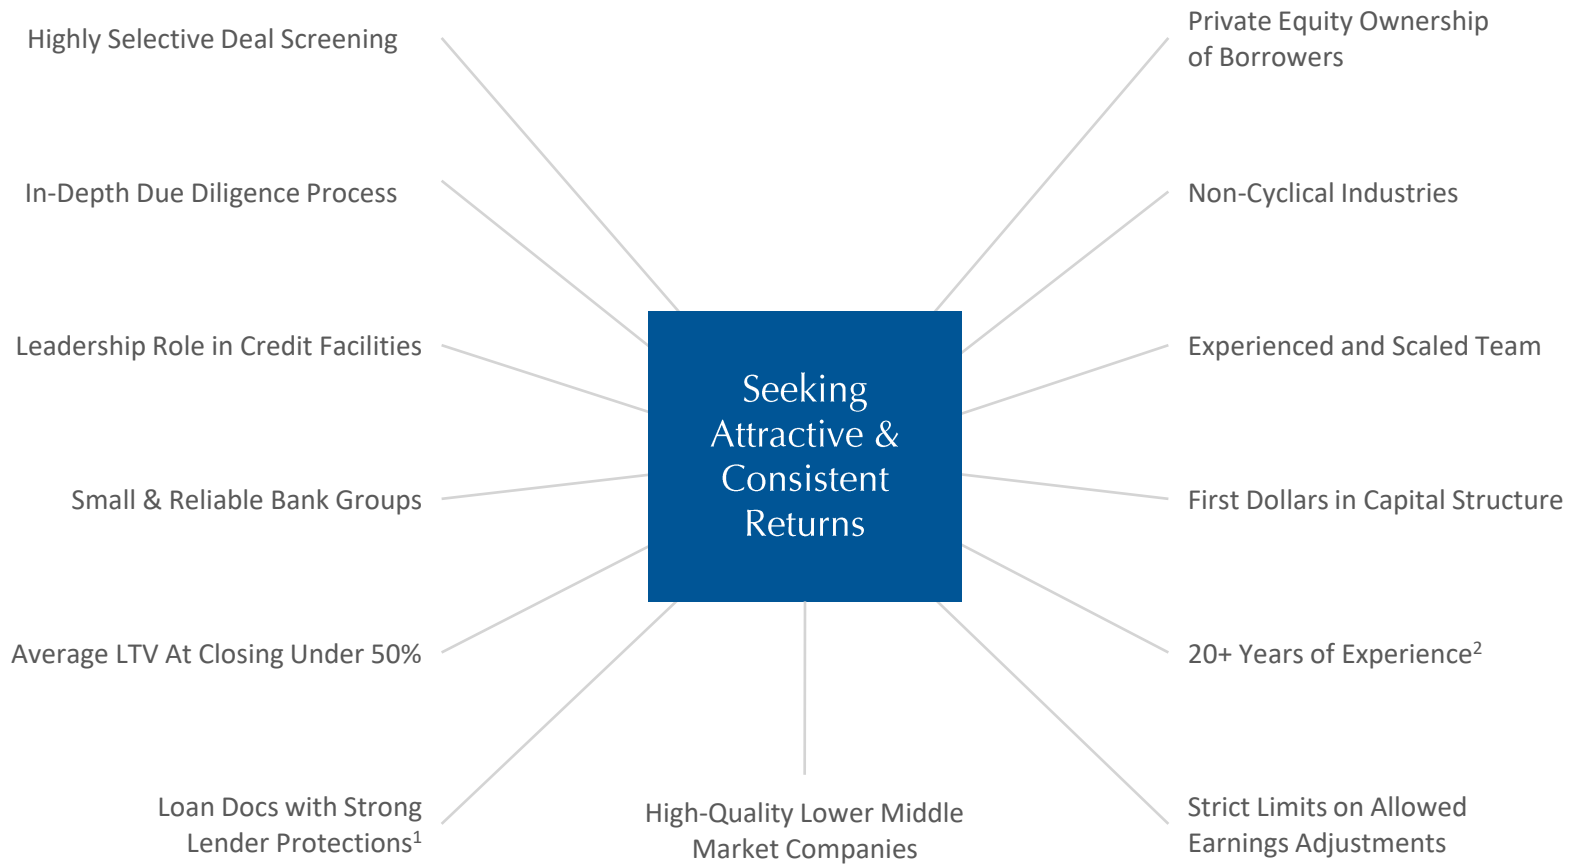 Highly Selective Deal Screening
In-Depth Due Diligence Process
Leadership Role in Credit Facilities
Small & Reliable Bank Groups
Average LTV At Closing Under 50%
Loan Docs with Strong
Lender Protections¹
Seeking
Attractive &
Consistent
Returns
High-Quality Lower Middle
Market Companies
Private Equity Ownership
of Borrowers
Non-Cyclical Industries
Experienced and Scaled Team
First Dollars in Capital Structure
20+ Years of Experience²
Strict Limits on Allowed
Earnings Adjustments